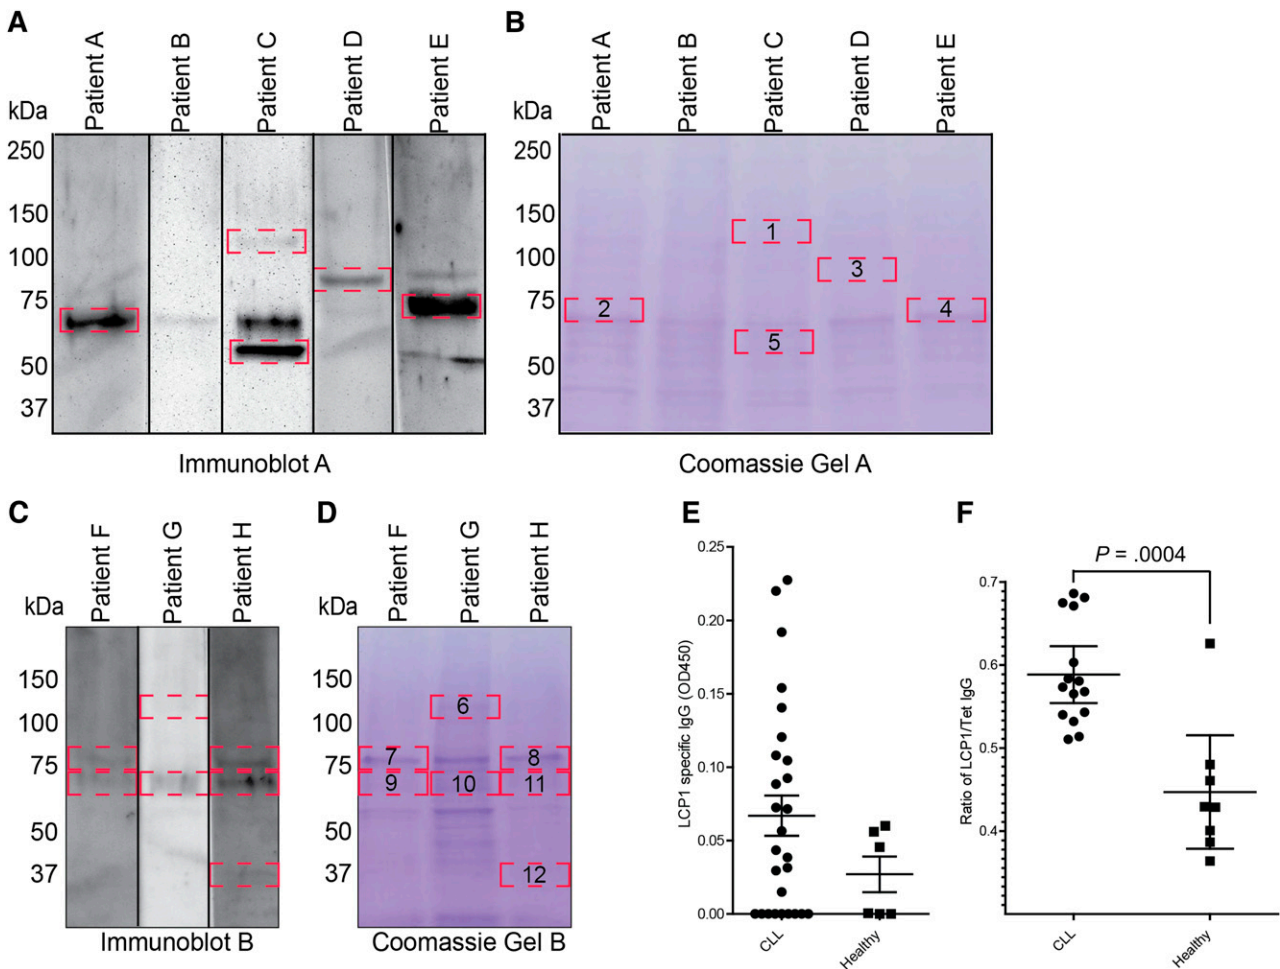 A
Patient A
Patient B
Patient C
Patient D
Patient E
kDa
250
150
100
75
50
37
Immunoblot A
B
Patient A
Patient B
Patient C
Patient D
Patient E
kDa
250
150
100
75
50
37
1
2
3
4
5
Coomassie Gel A
C
Patient F
Patient G
Patient H
kDa
150
100
75
50
37
Immunoblot B
D
Patient F
Patient G
Patient H
kDa
150
100
75
50
37
6
7
8
9
10
11
12
Coomassie Gel B
E
LCP1 specific IgG (OD450)
0.25
0.20
0.15
0.10
0.05
0.00
CLL
Healthy
F
P = .0004
Ratio of LCP1/Tet IgG
0.7
0.6
0.5
0.4
CLL
Healthy